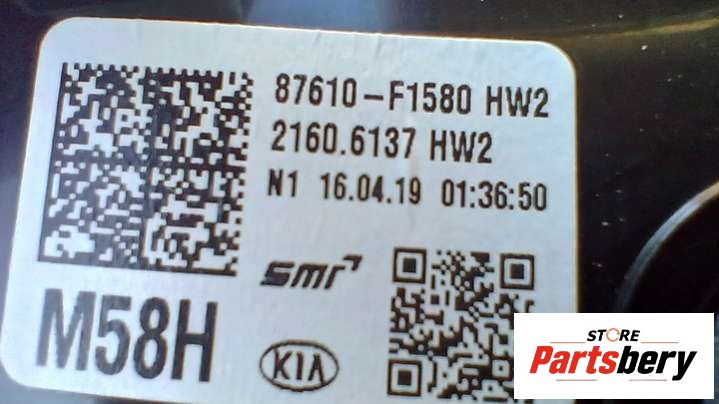 87610-F1580 HW2
2160.6137 HW2
N1 16.04.19 01:36:50
smr
M58H
KIA
STORE
Partsbery